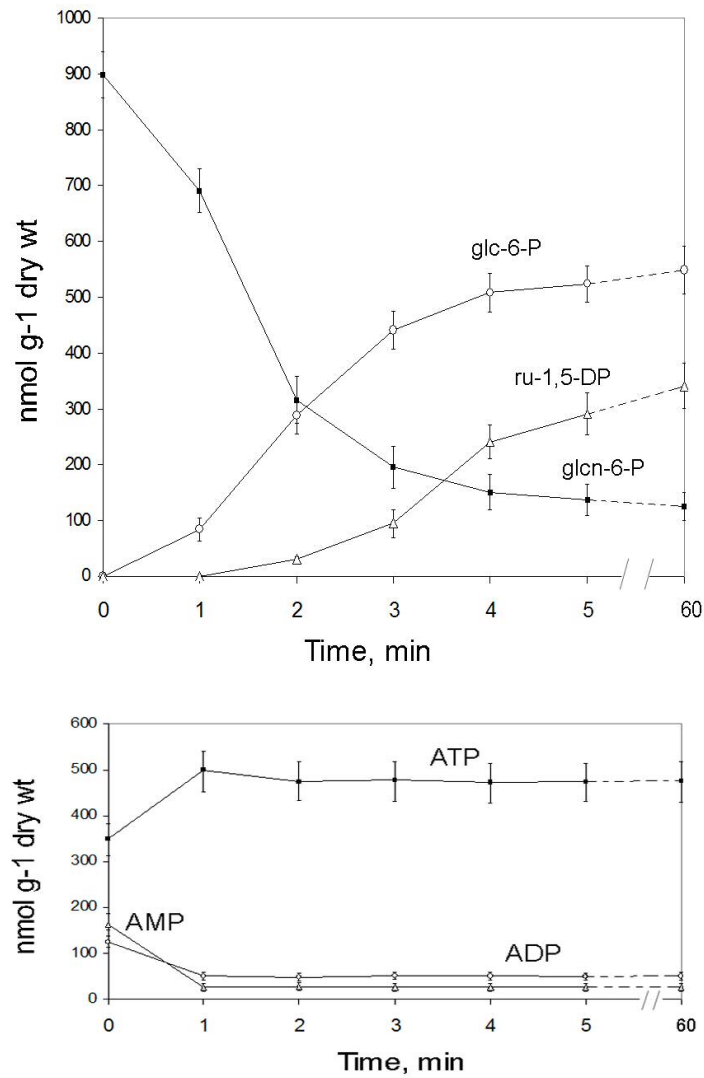 1000
900
800
700
600
500
400
300
200
100
0
nmol g-1 dry wt
glc-6-P
ru-1,5-DP
glcn-6-P
0 1 2 3 4 5 60
Time, min
600
500
400
300
200
100
0
nmol g-1 dry wt
ATP
AMP
ADP
0 1 2 3 4 5 60
Time, min